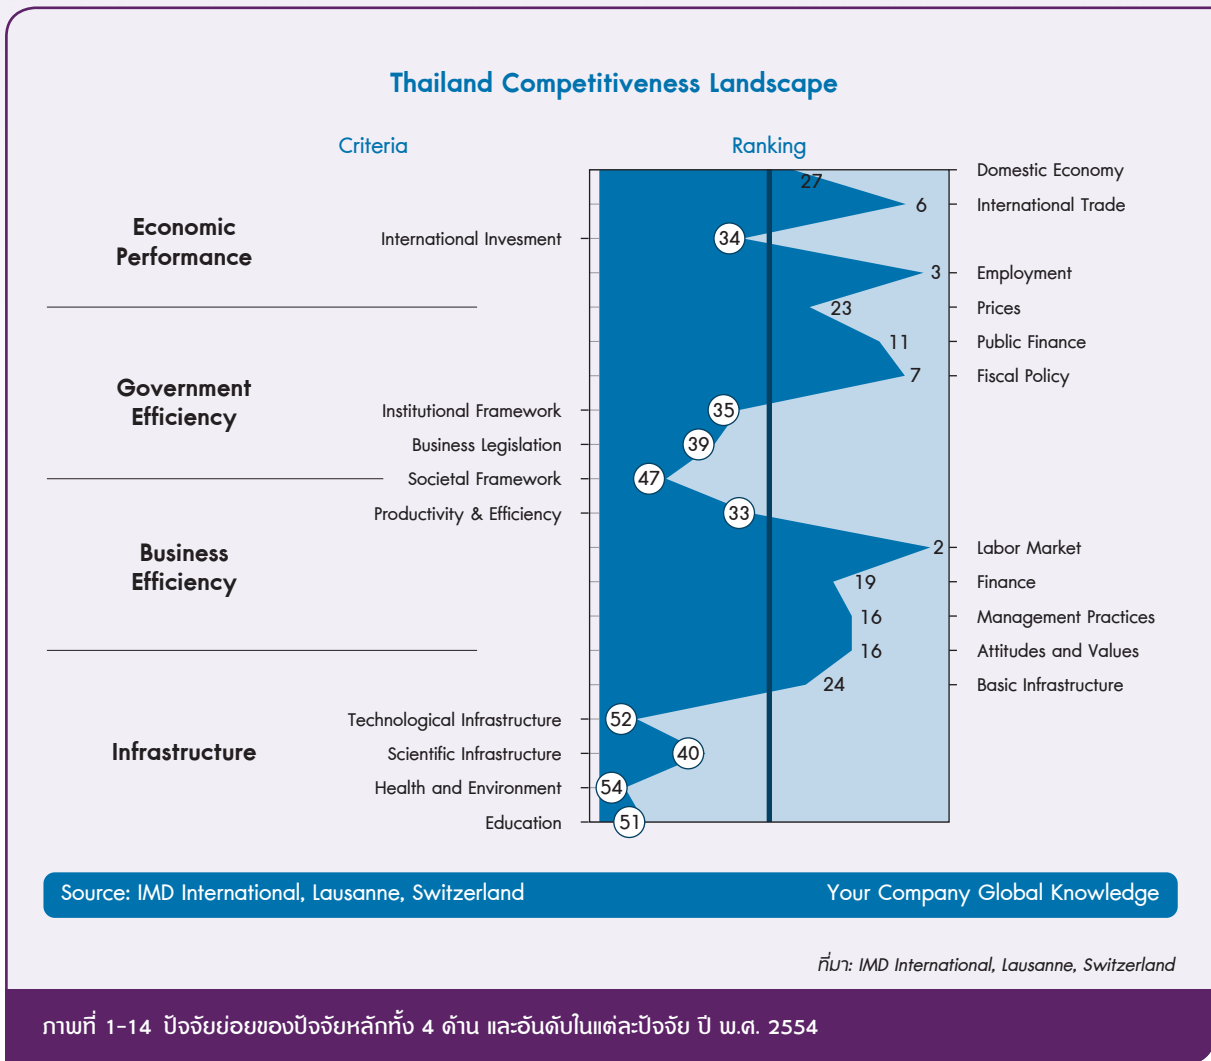 Thailand Competitiveness Landscape
Criteria
Ranking
Economic
Performance
Government
Efficiency
Business
Efficiency
Infrastructure
27 Domestic Economy
6 International Trade
International Invesment 34
3 Employment
23 Prices
11 Public Finance
7 Fiscal Policy
Institutional Framework 35
Business Legislation 39
Societal Framework 47
Productivity & Efficiency 33
2 Labor Market
19 Finance
16 Management Practices
16 Attitudes and Values
24 Basic Infrastructure
Technological Infrastructure 52
Scientific Infrastructure 40
Health and Environment 54
Education 51
Source: IMD International, Lausanne, Switzerland
Your Company Global Knowledge
ที่มา: IMD International, Lausanne, Switzerland
ภาพที่ 1-14 ปัจจัยย่อยของปัจจัยหลักทั้ง 4 ด้าน และอันดับในแต่ละปัจจัย ปี พ.ศ. 2554